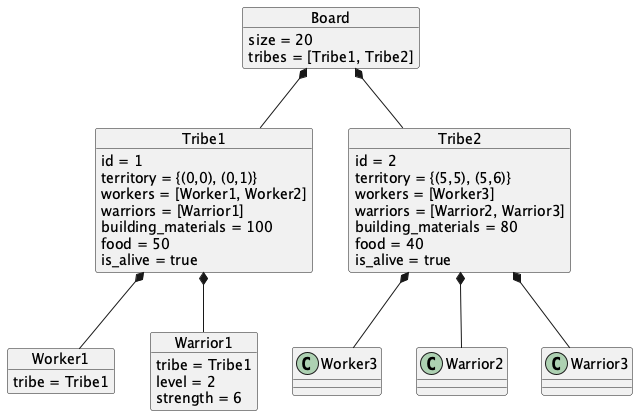 Board
size = 20
tribes = [Tribe1, Tribe2]
Tribe1
id = 1
territory = {(0,0), (0,1)}
workers = [Worker1, Worker2]
warriors = [Warrior1]
building_materials = 100
food = 50
is_alive = true
Tribe2
id = 2
territory = {(5,5), (5,6)}
workers = [Worker3]
warriors = [Warrior2, Warrior3]
building_materials = 80
food = 40
is_alive = true
Worker1
tribe = Tribe1
Warrior1
tribe = Tribe1
level = 2
strength = 6
C Worker3
C Warrior2
C Warrior3